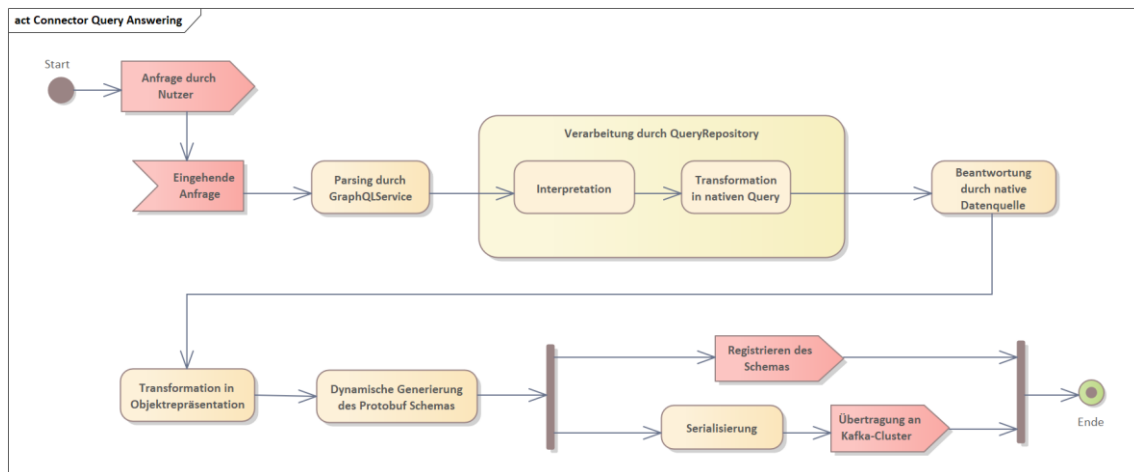 act Connector Query Answering
Start
Anfrage durch
Nutzer
Eingehende
Anfrage
Parsing durch
GraphQLService
Verarbeitung durch QueryRepository
Interpretation
Transformation
in nativen Query
Beantwortung
durch native
Datenquelle
Transformation in
Objektrepräsentation
Dynamische Generierung
des Protobuf Schemas
Registrieren des
Schemas
Serialisierung
Übertragung an
Kafka-Cluster
Ende